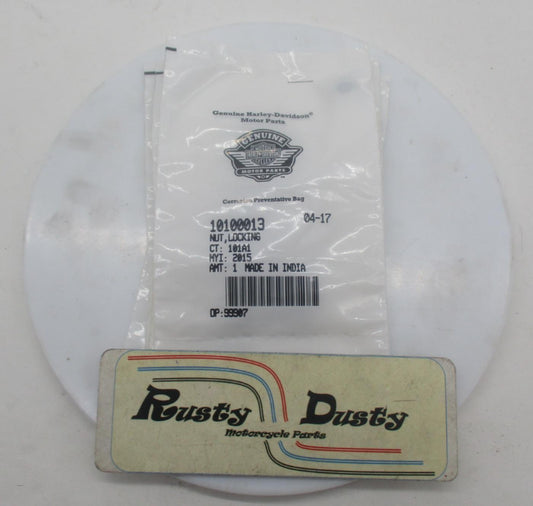 Genuine Harley-Davidson®
Motor Parts
GENUINE
MOTOR PARTS
Corrosion Preventative Bag
10100013 04-17
NUT,LOCKING
CT: 101A1
MYI: 2015
AMT: 1 MADE IN INDIA
OP:99907
Rusty Dusty
Motorcycle Parts